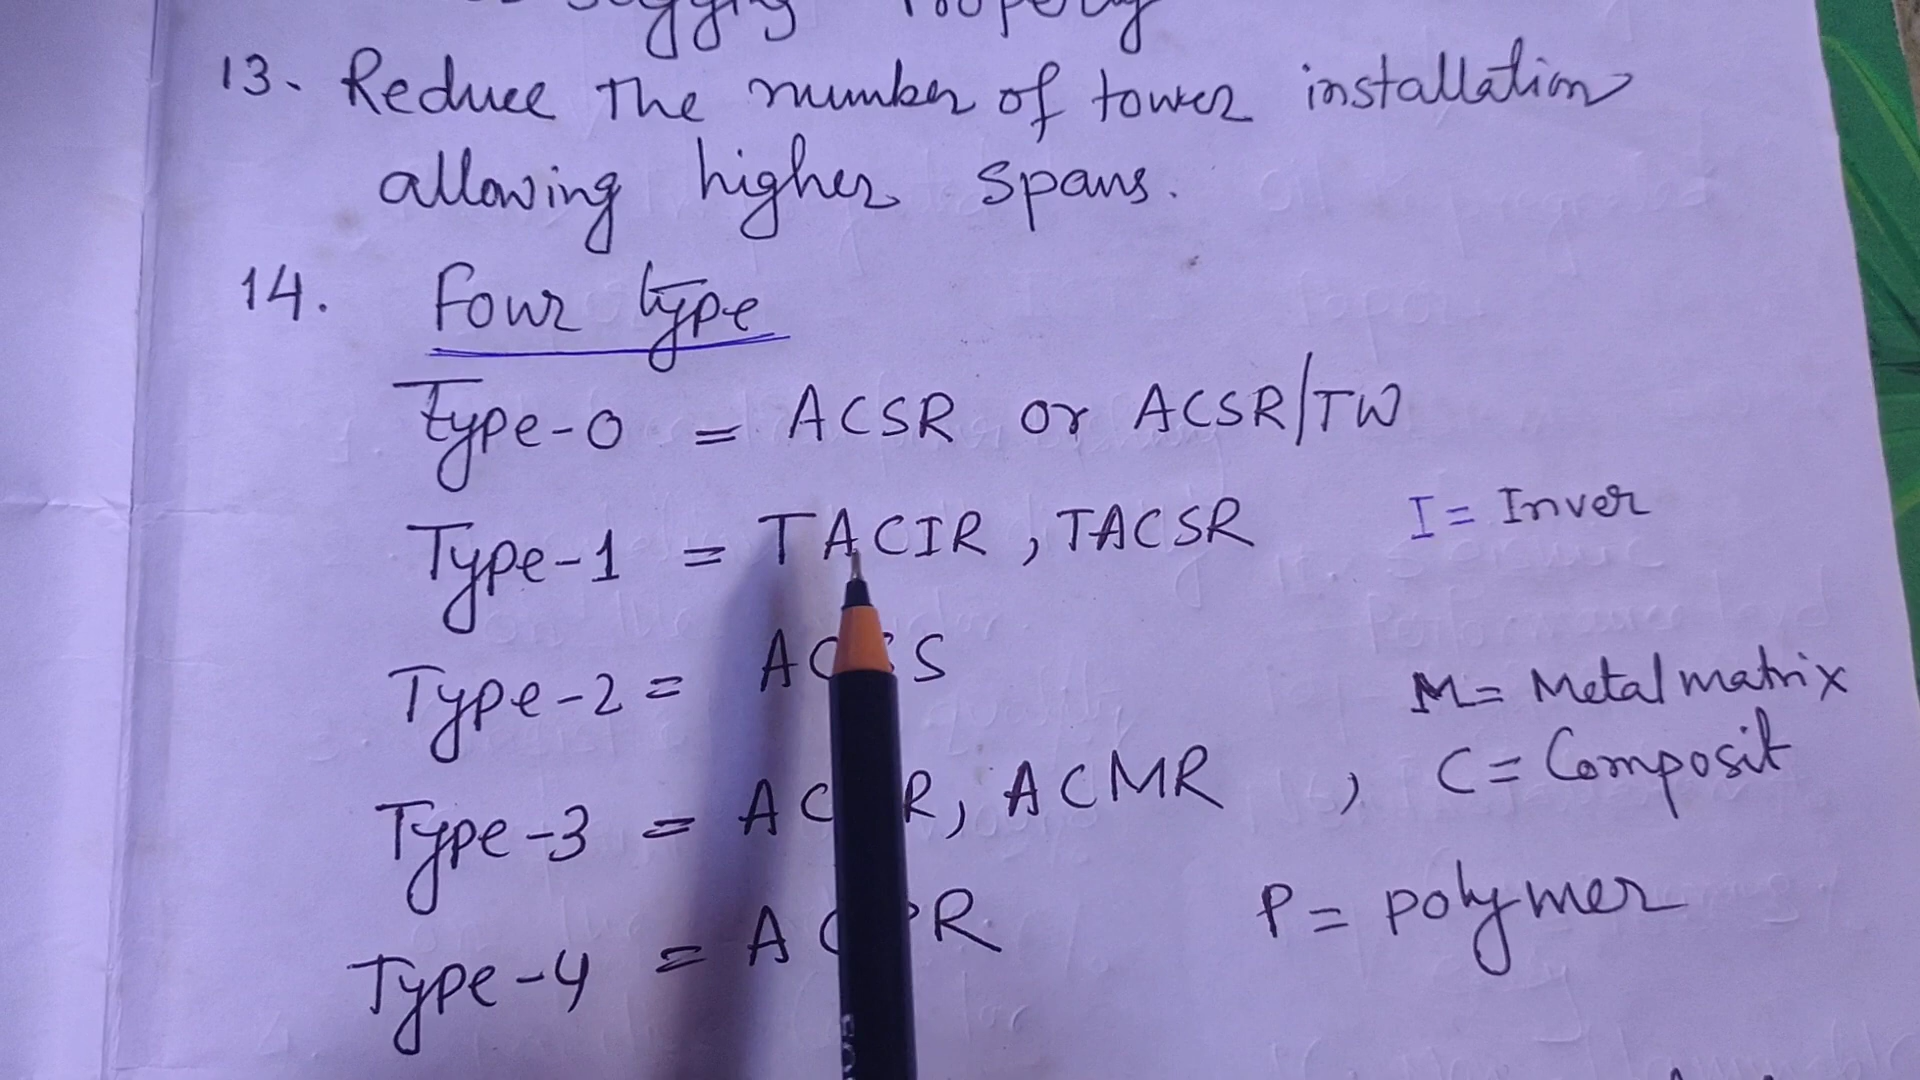 Property
13. Reduce The number of tower installation
allowing higher spans.
14. Four type
Type-0 = ACSR or ACSR/TW
Type-1 = TACIR, TACSR I = Inver
Type-2 =
Type-3 = ACMR , M = Metal matrix
C = Composit
Type-4 = P = polymer